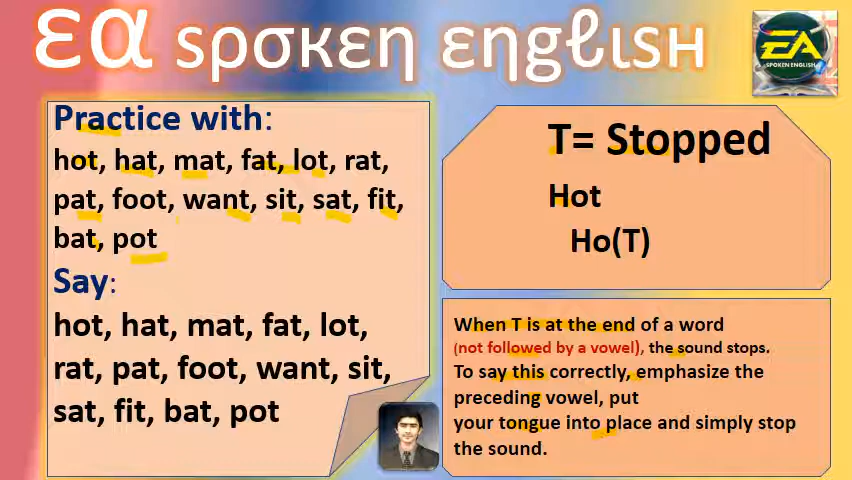 εα sρσкεη εηgℓιsн
EA
SPOKEN ENGLISH
Practice with:
hot, hat, mat, fat, lot, rat,
pat, foot, want, sit, sat, fit,
bat, pot
Say:
hot, hat, mat, fat, lot,
rat, pat, foot, want, sit,
sat, fit, bat, pot
T= Stopped
Hot
Ho(T)
When T is at the end of a word
(not followed by a vowel), the sound stops.
To say this correctly, emphasize the
preceding vowel, put
your tongue into place and simply stop
the sound.